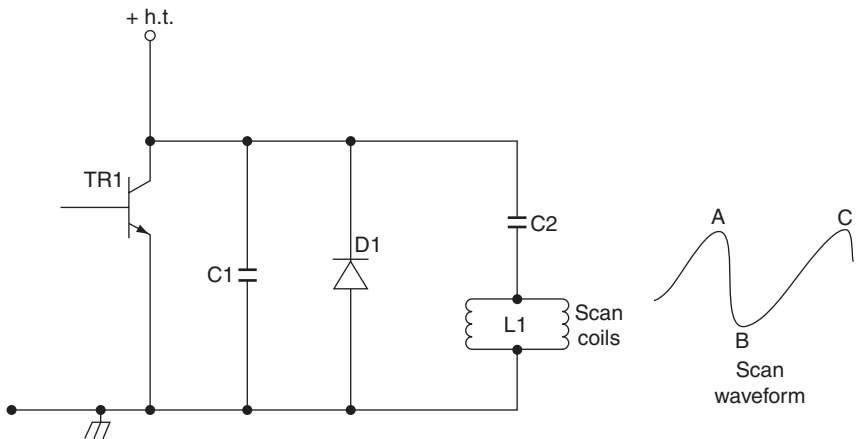 + h.t.
TR1
C1
D1
C2
L1
Scan
coils
A
B
C
Scan
waveform